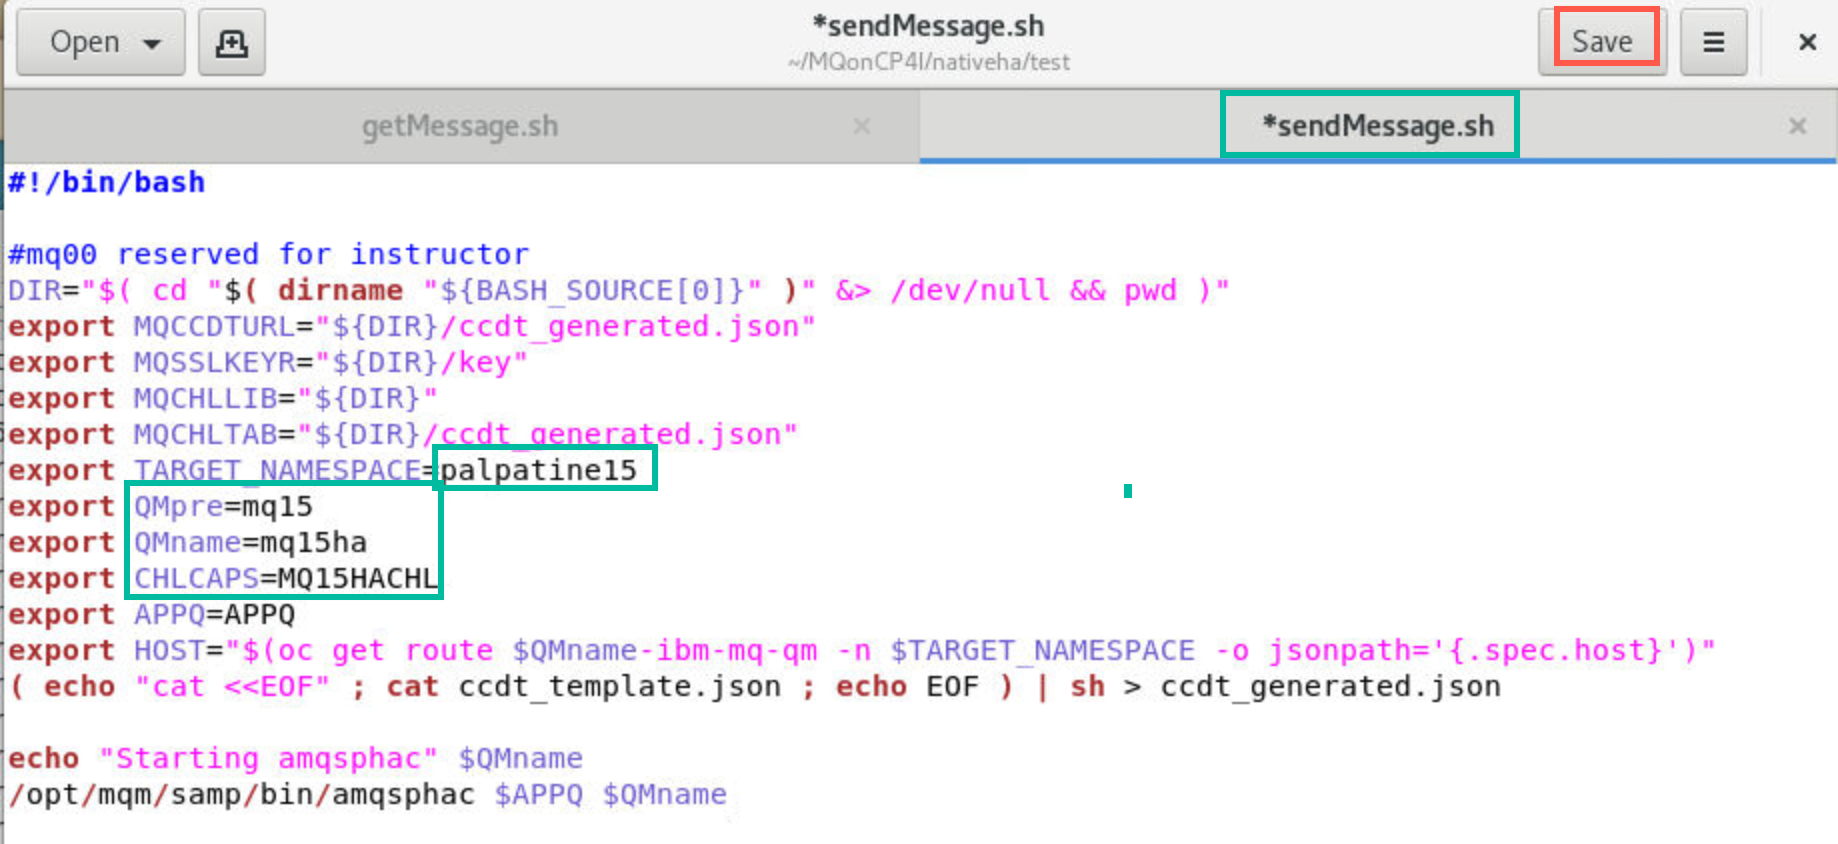 Open
*sendMessage.sh
~/MQonCP4I/nativeha/test
Save
getMessage.sh
*sendMessage.sh
#!/bin/bash
#mq00 reserved for instructor
DIR="$( cd "$( dirname "${BASH_SOURCE[0]}" )" &> /dev/null && pwd )"
export MQCCDTURL="${DIR}/ccdt_generated.json"
export MQSSLKEYR="${DIR}/key"
export MQCHLLIB="${DIR}"
export MQCHLTAB="${DIR}/ccdt_generated.json"
export TARGET_NAMESPACE=palpatine15
export QMpre=mq15
export QMname=mq15ha
export CHLCAPS=MQ15HACHL
export APPQ=APPQ
export HOST="$(oc get route $QMname-ibm-mq-qm -n $TARGET_NAMESPACE -o jsonpath='{.spec.host}')"
( echo "cat <<EOF" ; cat ccdt_template.json ; echo EOF ) | sh > ccdt_generated.json
echo "Starting amqsphac" $QMname
/opt/mqm/samp/bin/amqsphac $APPQ $QMname